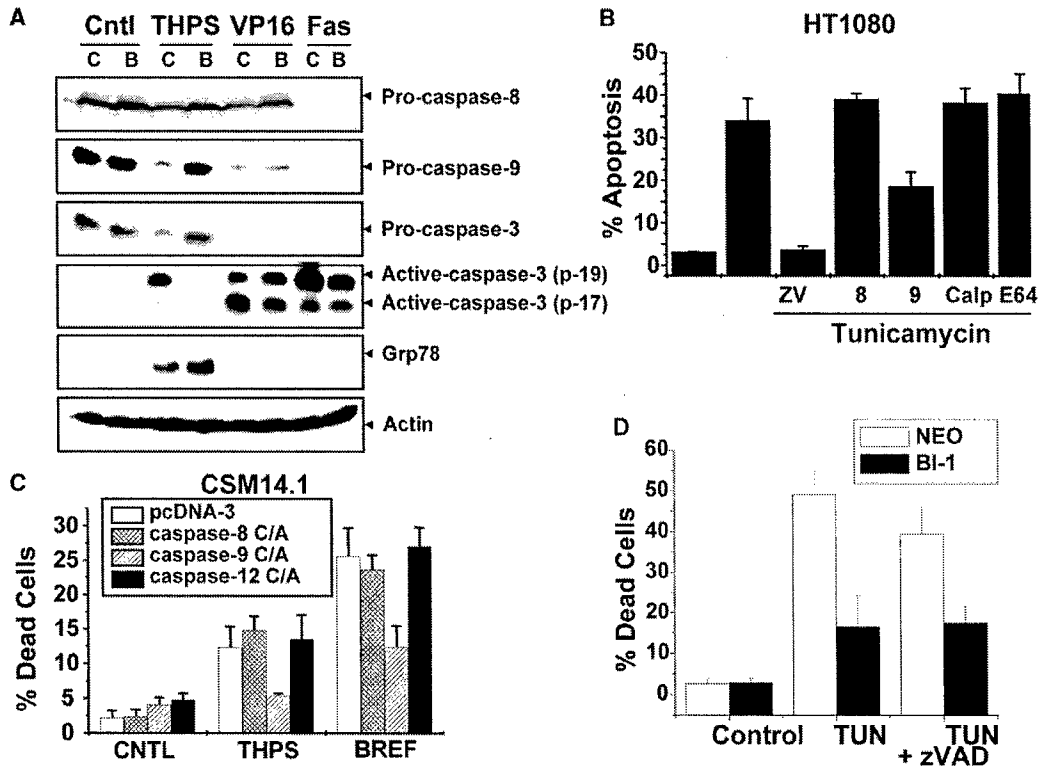 A
Cntl THPS VP16 Fas
C B C B C B C B
Pro-caspase-8
Pro-caspase-9
Pro-caspase-3
Active-caspase-3 (p-19)
Active-caspase-3 (p-17)
Grp78
Actin
B
HT1080
% Apoptosis
50
40
30
20
10
0
ZV 8 9 Calp E64
Tunicamycin
C
CSM14.1
pcDNA-3
caspase-8 C/A
caspase-9 C/A
caspase-12 C/A
% Dead Cells
30
25
20
15
10
5
0
CNTL THPS BREF
D
NEO
BI-1
% Dead Cells
60
50
40
30
20
10
0
Control TUN TUN
+ zVAD